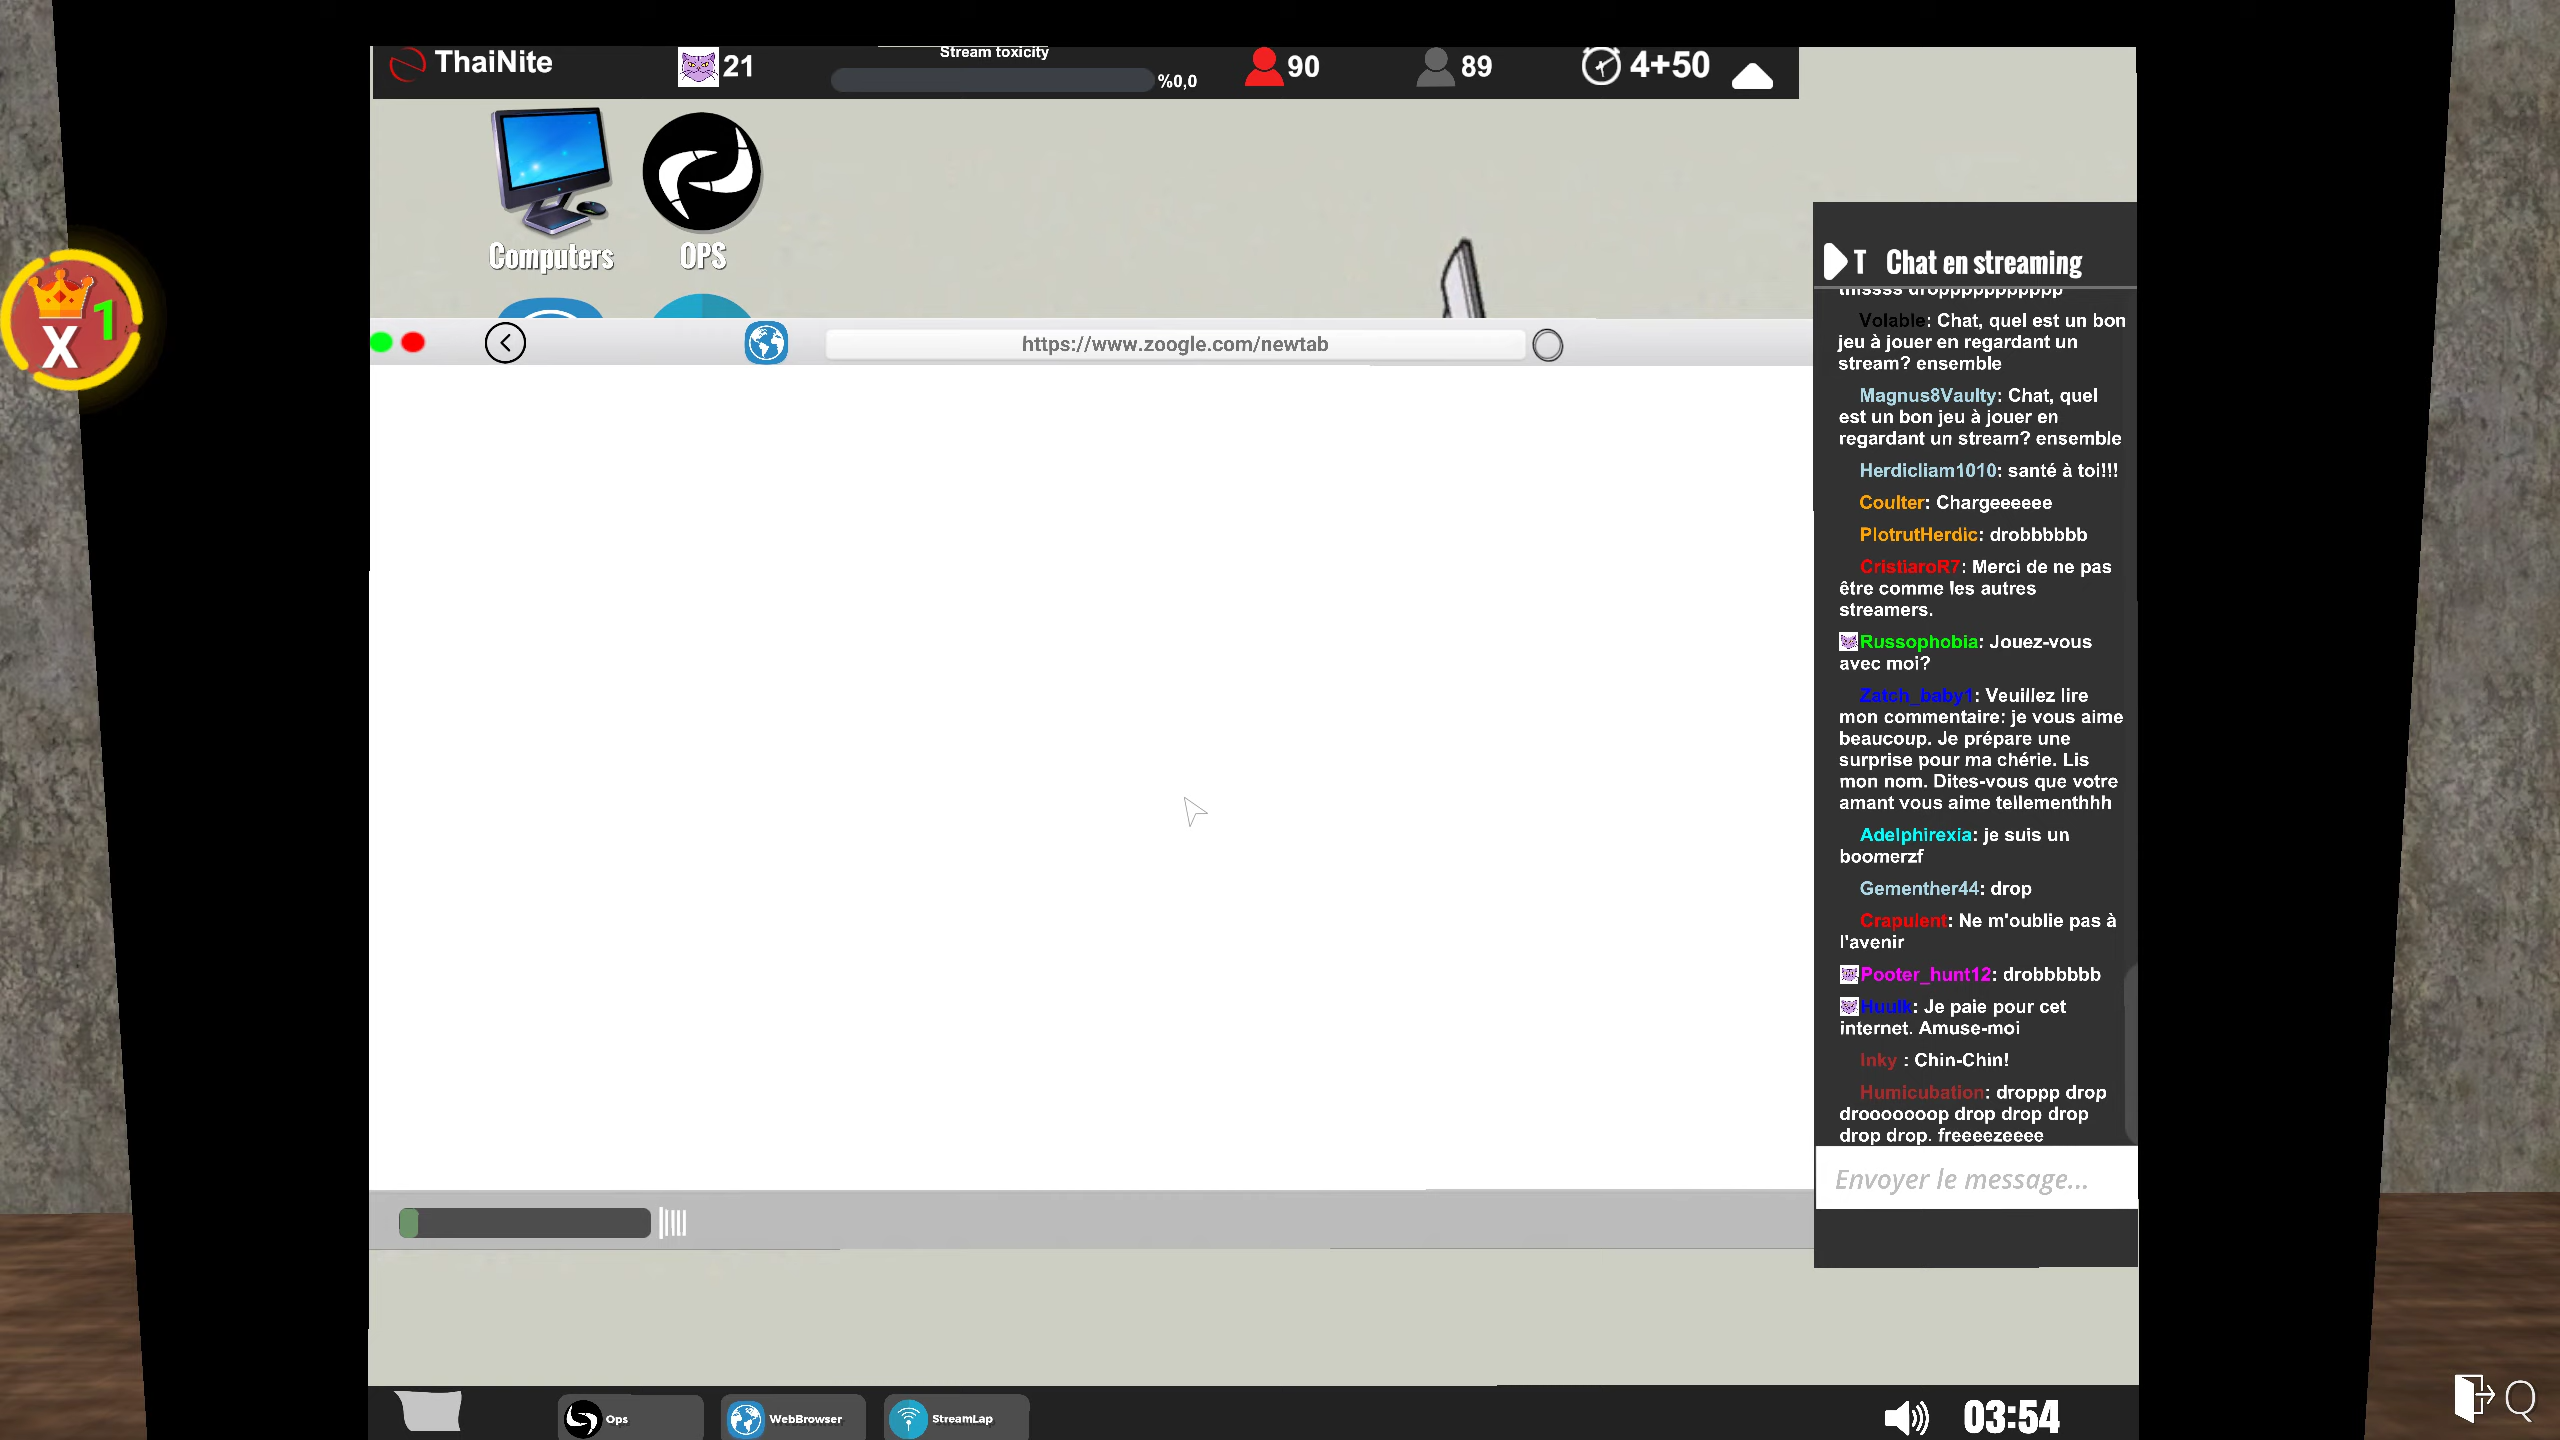 ThaiNite
21
Stream toxicity
%0,0
90
89
4+50
Computers
OPS
X 1
https://www.zoogle.com/newtab
T Chat en streaming
thissss droppppppppppp
Volable: Chat, quel est un bon
jeu à jouer en regardant un
stream? ensemble
Magnus8Vaulty: Chat, quel
est un bon jeu à jouer en
regardant un stream? ensemble
Herdicliam1010: santé à toi!!!
Coulter: Chargeeeeee
PlotrutHerdic: drobbbbbb
CristiaroR7: Merci de ne pas
être comme les autres
streamers.
Russophobia: Jouez-vous
avec moi?
Zatch_baby1: Veuillez lire
mon commentaire: je vous aime
beaucoup. Je prépare une
surprise pour ma chérie. Lis
mon nom. Dites-vous que votre
amant vous aime tellementhhh
Adelphirexia: je suis un
boomerzf
Gementher44: drop
Crapulent: Ne m'oublie pas à
l'avenir
Pooter_hunt12: drobbbbbb
Huulk: Je paie pour cet
internet. Amuse-moi
Inky : Chin-Chin!
Humicubation: droppp drop
drooooooop drop drop drop
drop drop. freeeezeeee
Envoyer le message...
Ops
WebBrowser
StreamLap
03:54
Q